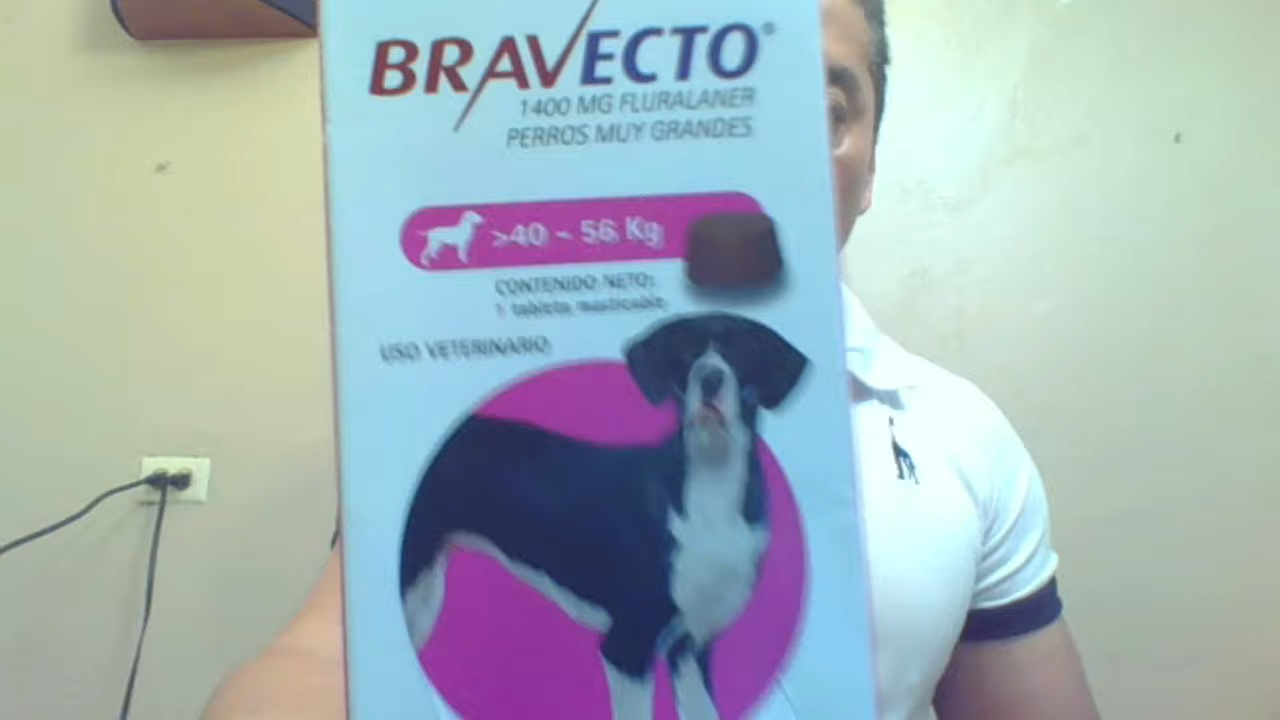 BRAVECTO®
1400 MG FLURALANER
PERROS MUY GRANDES
>40 - 56 Kg
CONTENIDO NETO:
1 tableta masticable
USO VETERINARIO